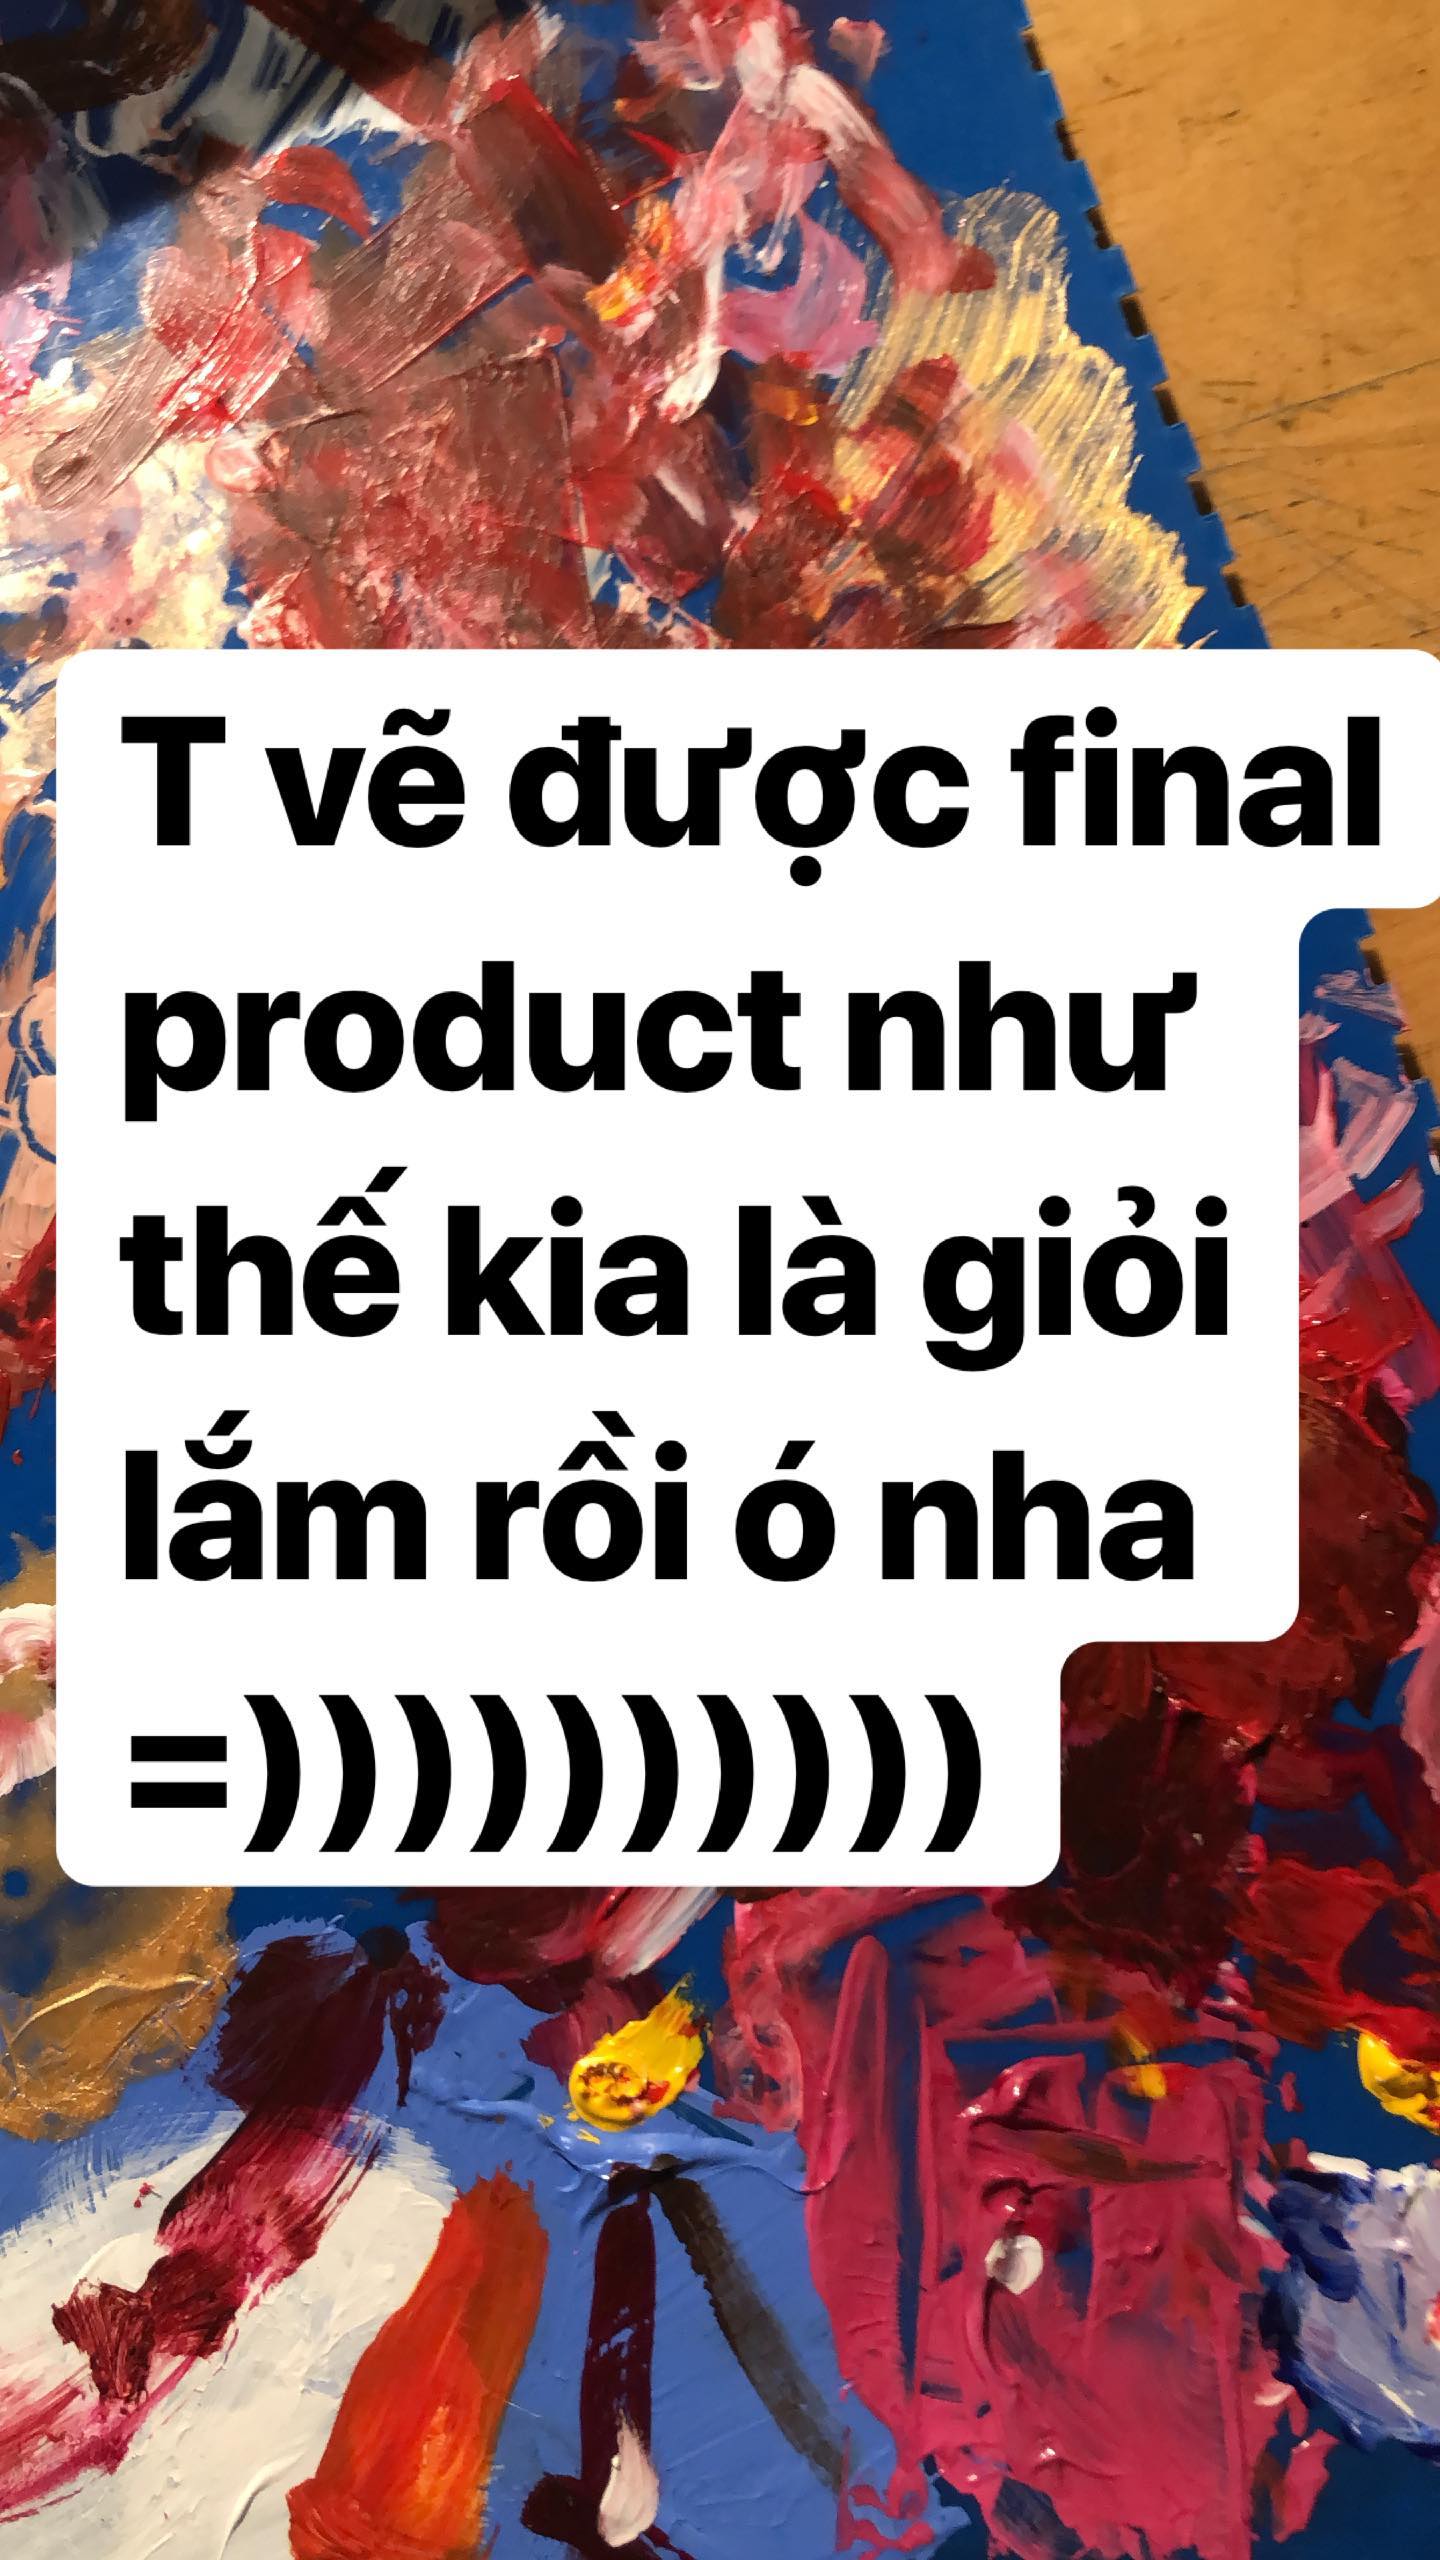 T vẽ được final
product như
thế kia là giỏi
lắm rồi ó nha
=))))))))))